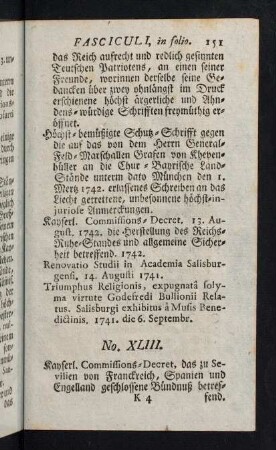 FASCICULI, in folio. 151
das Reich aufrecht und redlich gesinnten
Teutschen Patriotens, an einen seiner
Freunde, worinnen derselbe seine Ge-
dancken über zwey ohnlängst im Druck
erschienene höchst ärgerliche und Ahn-
dens-würdige Schrifften freymüthig er-
öffnet.
Höchst-bemüßigte Schutz-Schrifft gegen
die auf das von dem Herrn General-
Feld-Marschallen Grafen von Kheven-
hüller an die Chur-Bayrische Land-
Stände unterm dato München den 1.
Mertz 1742. erlassenes Schreiben an das
Liecht getrettene, unbesonnene höchst-in-
juriose Anmerckungen.
Kayserl. Commissions-Decret. 13. Au-
gust. 1742. die Herstellung des Reichs-
Ruhe-Standes und allgemeine Sicher-
heit betreffend. 1742.
Renovatio Studii in Academia Salisbur-
gensi. 14. Augusti 1741.
Triumphus Religionis, expugnatâ soly-
ma virtute Godefredi Bullionii Rela-
tus. Salisburgi exhibitus à Musis Bene-
dictinis. 1741. die 6. Septembr.
No. XLIII.
Kayserl. Commissions-Decret, das zu Se-
vilien von Franckreich, Spanien und
Engelland geschlossene Bündnuß betref-
K 4 fend.